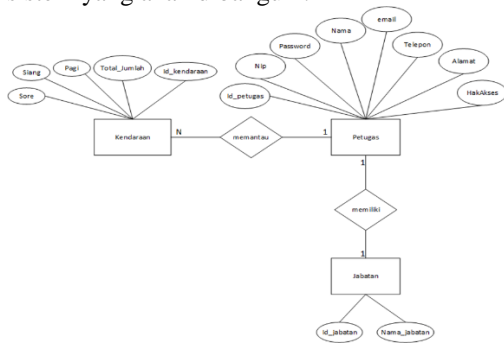 email
Nama
Password
Telepon
Siang
Pagi
Total_Jumlah
Id_kendaraan
Nip
Alamat
Sore
Id_petugas
HakAkses
Kendaraan
N
memantau
1
Petugas
1
memiliki
1
Jabatan
Id_Jabatan
Nama_Jabatan